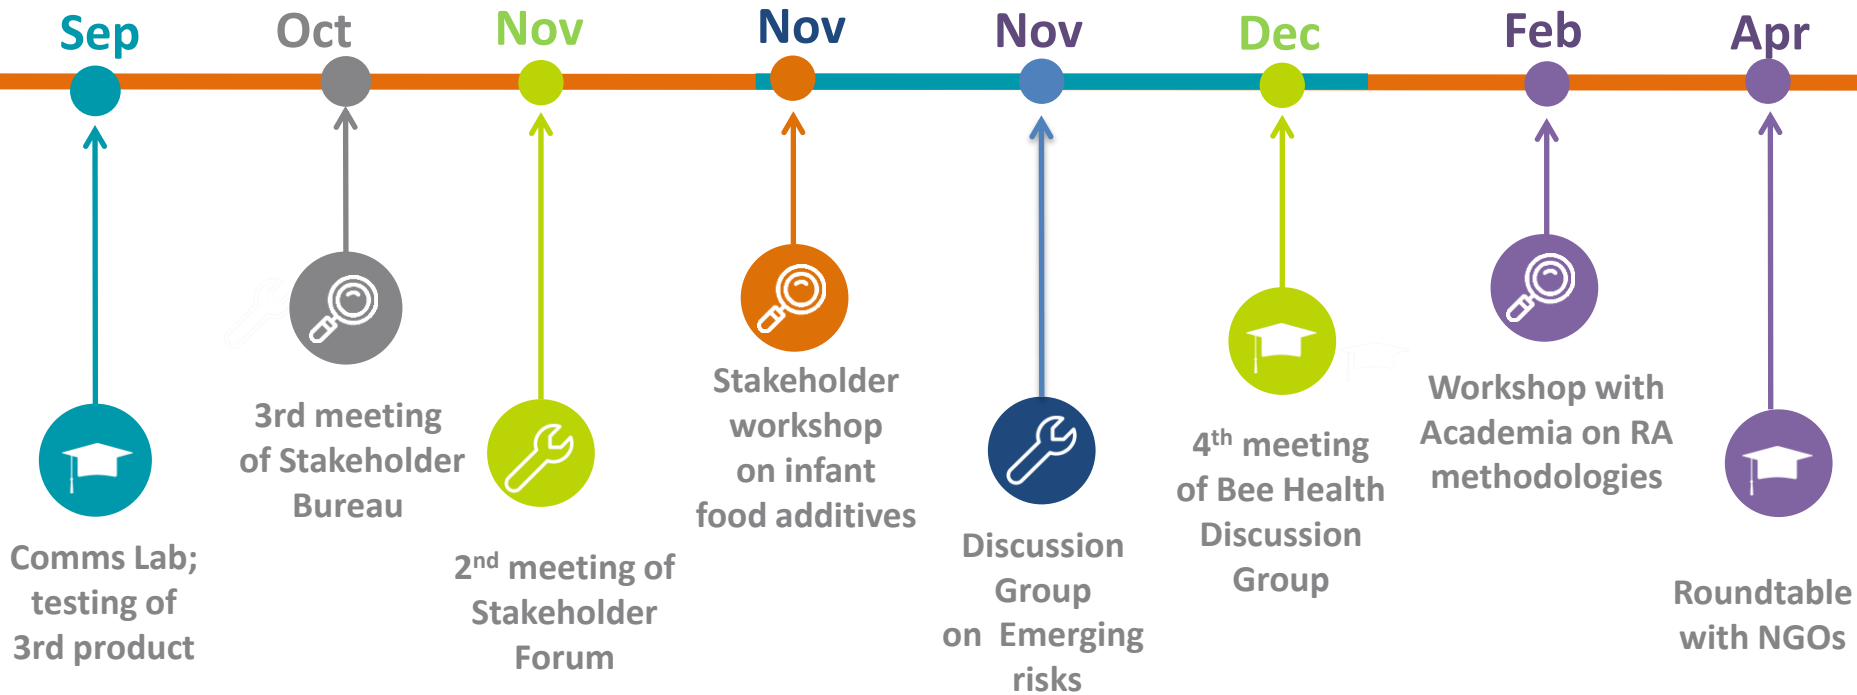 Sep
Oct
Nov
Nov
Nov
Dec
Feb
Apr
Comms Lab;
testing of
3rd product
3rd meeting
of Stakeholder
Bureau
2nd meeting of
Stakeholder
Forum
Stakeholder
workshop
on infant
food additives
Discussion
Group
on Emerging
risks
4th meeting
of Bee Health
Discussion
Group
Workshop with
Academia on RA
methodologies
Roundtable
with NGOs